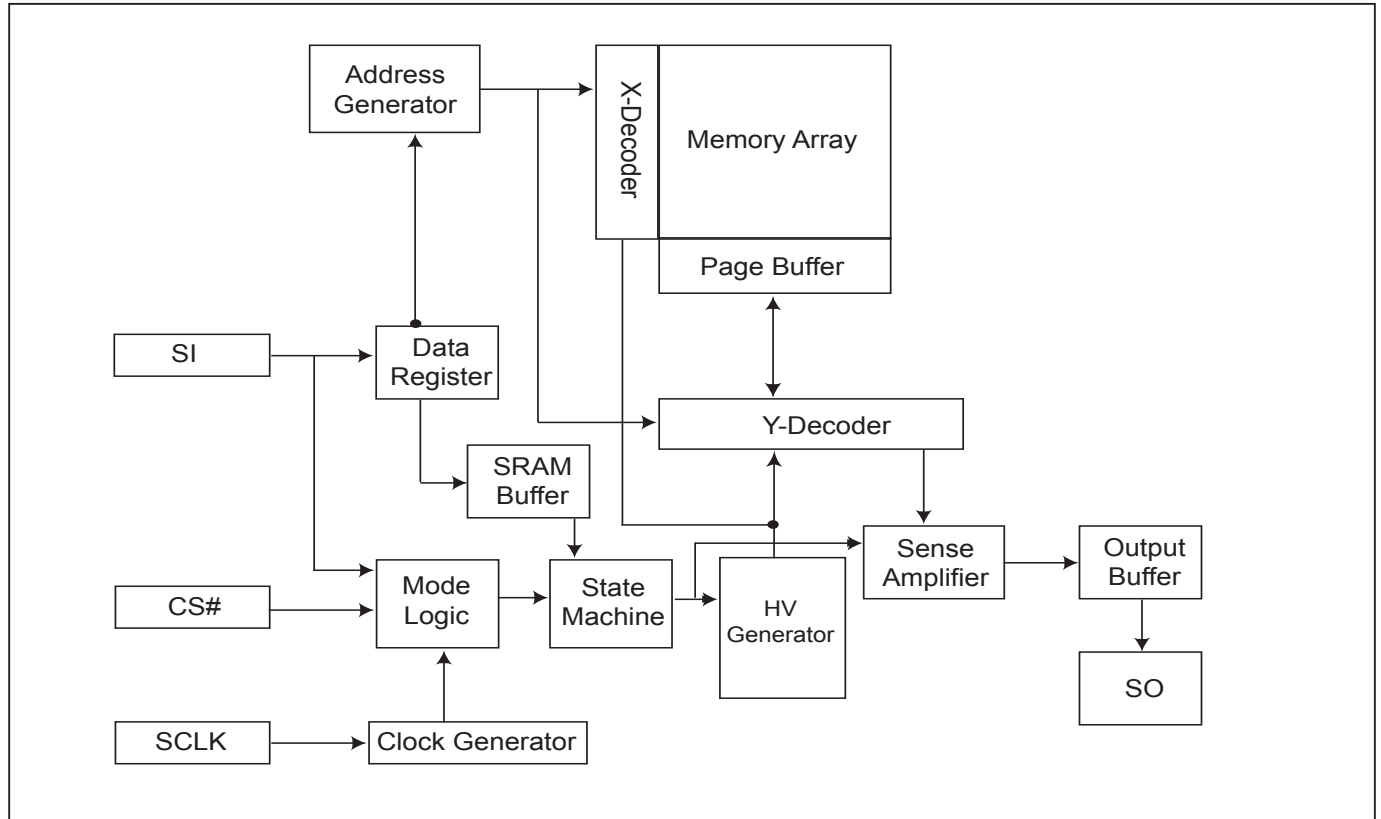 Address
Generator
X-Decoder
Memory Array
Page Buffer
SI
Data
Register
Y-Decoder
SRAM
Buffer
Sense
Amplifier
Output
Buffer
CS#
Mode
Logic
State
Machine
HV
Generator
SO
SCLK
Clock Generator